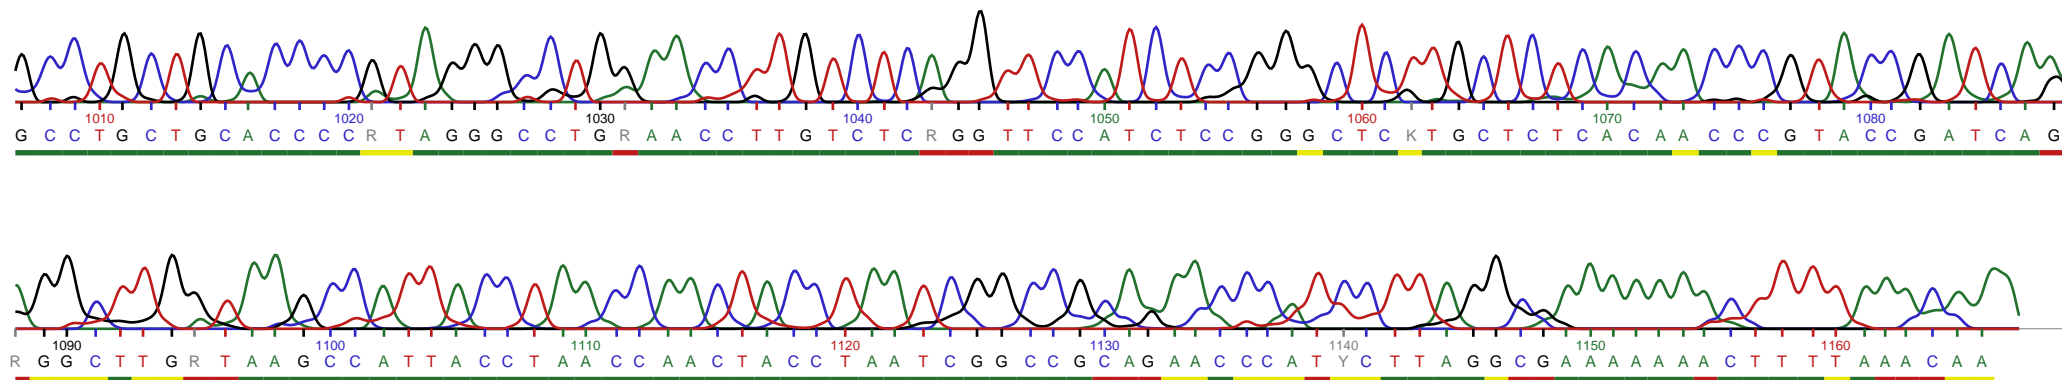 1010 1020 1030 1040 1050 1060 1070 1080
G C C T G C T G C A C C C C R T A G G G C C T G R A A C C T T G T C T C R G G T T C C A T C T C C G G G C T C K T G C T C T C A C A A C C C G T A C C G A T C A G
1090 1100 1110 1120 1130 1140 1150 1160
R G G C T T G R T A A G C C A T T A C C T A A C C A A C T A C C T A A T C G G C C G C A G A A C C C A T Y C T T A G G C G A A A A A A A C T T T T A A A C A A